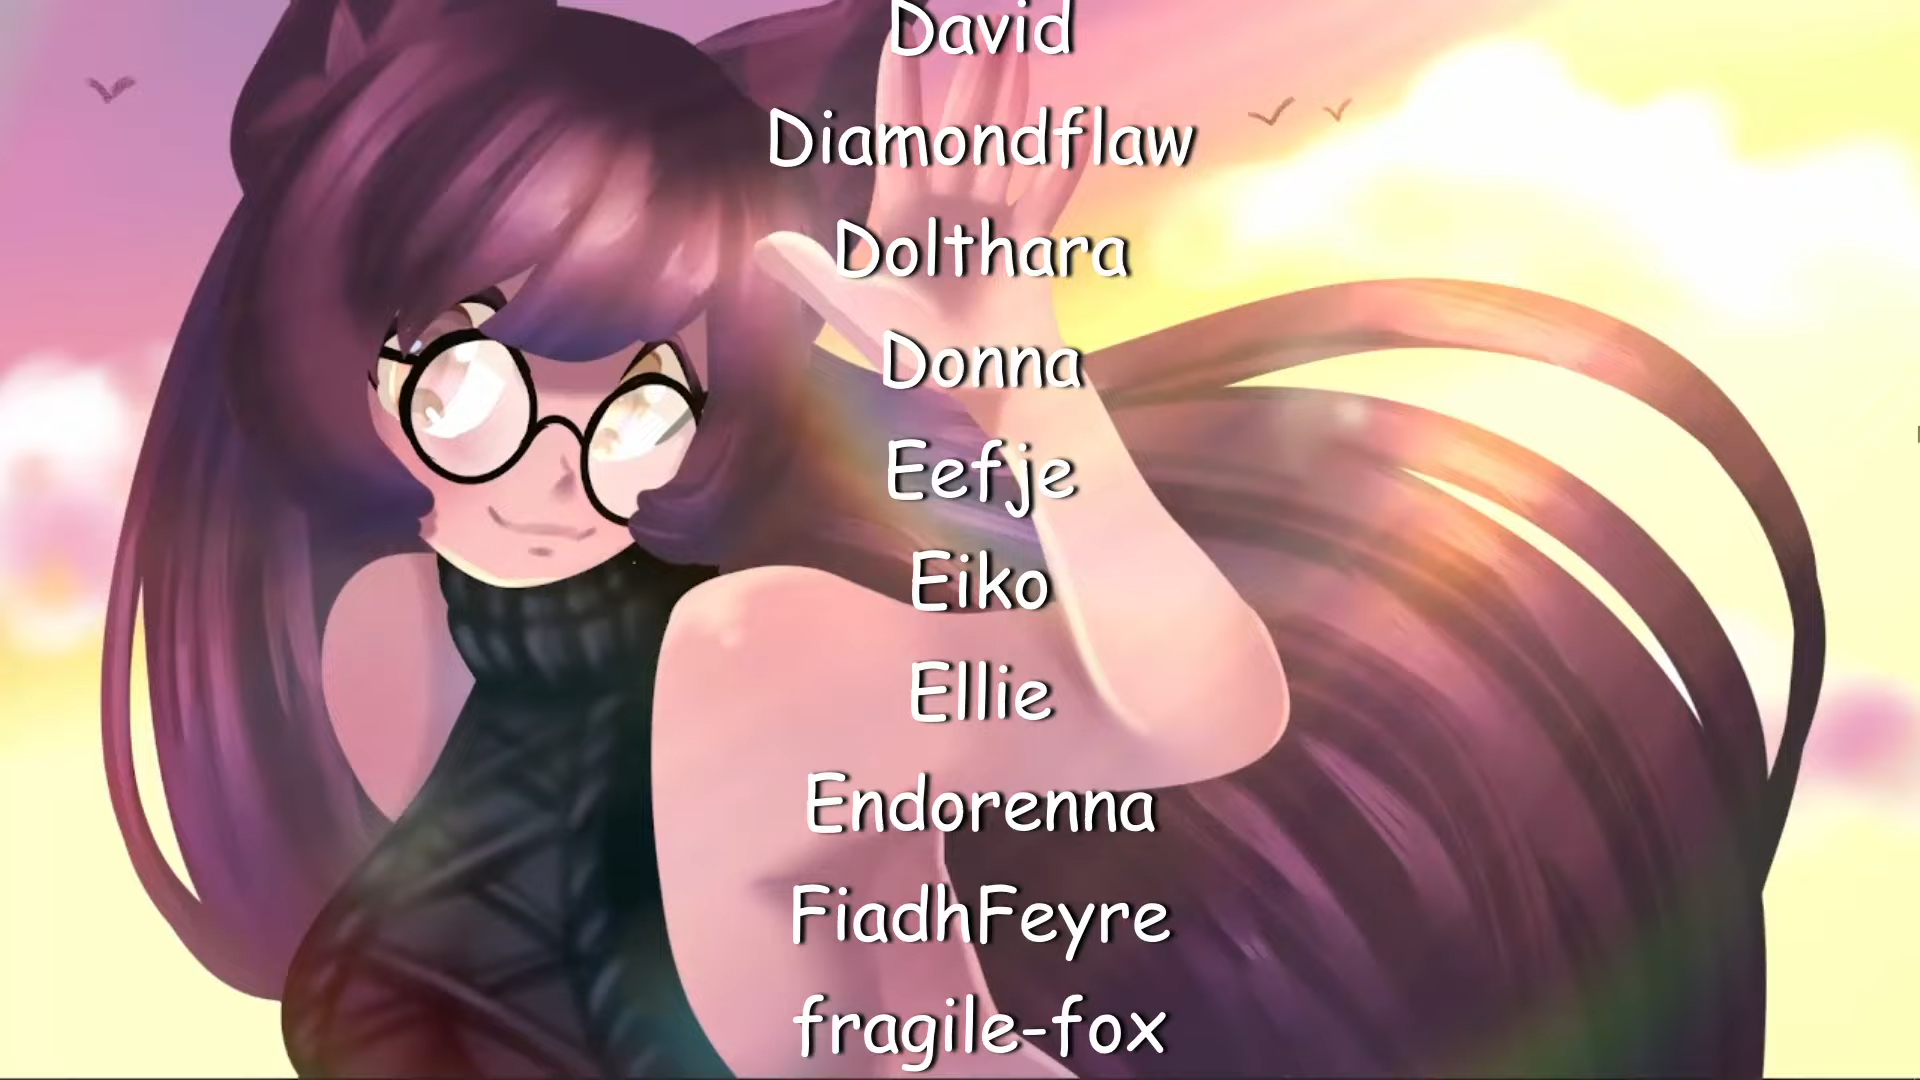 David
Diamondflaw
Dolthara
Donna
Eefje
Eiko
Ellie
Endorenna
FiadhFeyre
fragile-fox